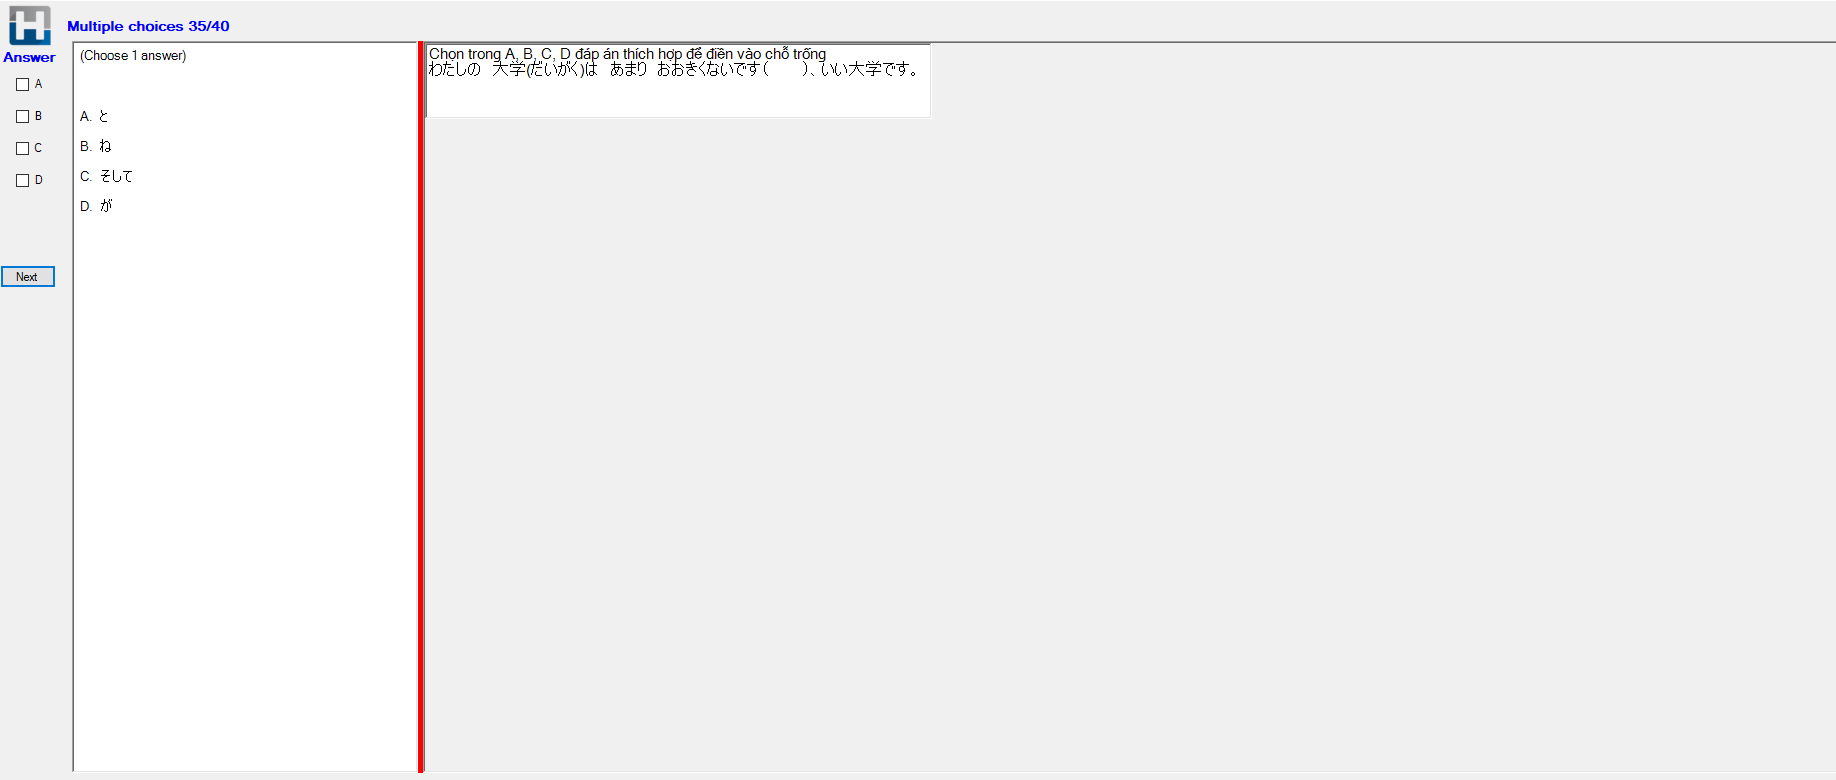 Multiple choices 35/40
Answer
A
B
C
D
Next
(Choose 1 answer)
A. と
B. ね
C. そして
D. が
Chọn trong A, B, C, D đáp án thích hợp để điền vào chỗ trống
わたしの　大学(だいがく)は　あまり　おおきくないです（　　）、いい大学です。